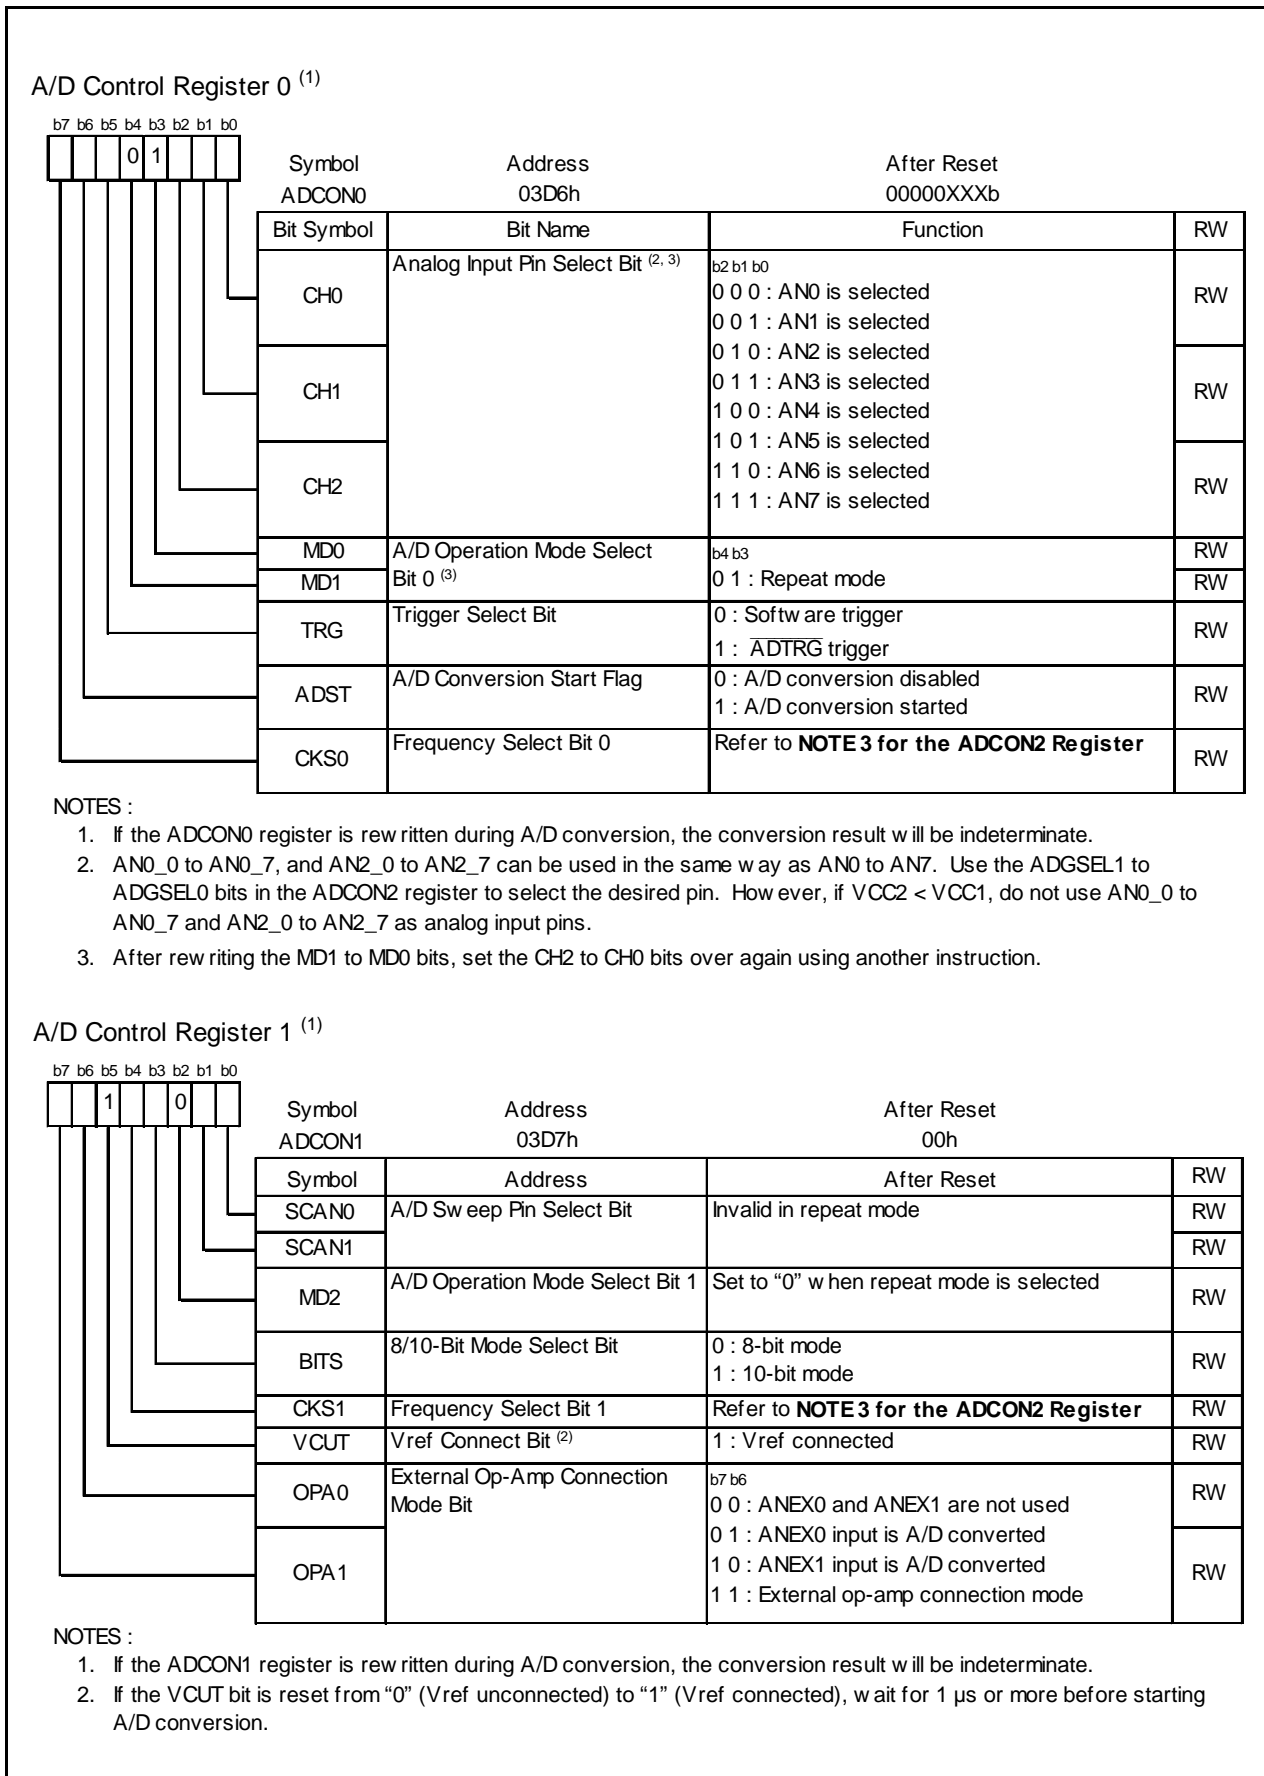 A/D Control Register 0 (1)
b7 b6 b5 b4 b3 b2 b1 b0
0 1
Symbol Address After Reset
ADCON0 03D6h 00000XXXb
Bit Symbol Bit Name Function RW
CH0 Analog Input Pin Select Bit (2, 3) b2 b1 b0 RW
0 0 0 : AN0 is selected
0 0 1 : AN1 is selected
0 1 0 : AN2 is selected
CH1 0 1 1 : AN3 is selected RW
1 0 0 : AN4 is selected
1 0 1 : AN5 is selected
CH2 1 1 0 : AN6 is selected RW
1 1 1 : AN7 is selected
MD0 A/D Operation Mode Select b4 b3 RW
MD1 Bit 0 (3) 0 1 : Repeat mode RW
TRG Trigger Select Bit 0 : Software trigger RW
1 : ADTRG trigger
ADST A/D Conversion Start Flag 0 : A/D conversion disabled RW
1 : A/D conversion started
CKS0 Frequency Select Bit 0 Refer to NOTE 3 for the ADCON2 Register RW
NOTES :
1. If the ADCON0 register is rewritten during A/D conversion, the conversion result will be indeterminate.
2. AN0_0 to AN0_7, and AN2_0 to AN2_7 can be used in the same way as AN0 to AN7. Use the ADGSEL1 to
ADGSEL0 bits in the ADCON2 register to select the desired pin. However, if VCC2 < VCC1, do not use AN0_0 to
AN0_7 and AN2_0 to AN2_7 as analog input pins.
3. After rewriting the MD1 to MD0 bits, set the CH2 to CH0 bits over again using another instruction.
A/D Control Register 1 (1)
b7 b6 b5 b4 b3 b2 b1 b0
1 0
Symbol Address After Reset
ADCON1 03D7h 00h
Symbol Address After Reset RW
SCAN0 A/D Sweep Pin Select Bit Invalid in repeat mode RW
SCAN1 RW
MD2 A/D Operation Mode Select Bit 1 Set to “0” when repeat mode is selected RW
BITS 8/10-Bit Mode Select Bit 0 : 8-bit mode RW
1 : 10-bit mode
CKS1 Frequency Select Bit 1 Refer to NOTE 3 for the ADCON2 Register RW
VCUT Vref Connect Bit (2) 1 : Vref connected RW
OPA0 External Op-Amp Connection b7 b6 RW
Mode Bit 0 0 : ANEX0 and ANEX1 are not used
0 1 : ANEX0 input is A/D converted
OPA1 1 0 : ANEX1 input is A/D converted RW
1 1 : External op-amp connection mode
NOTES :
1. If the ADCON1 register is rewritten during A/D conversion, the conversion result will be indeterminate.
2. If the VCUT bit is reset from “0” (Vref unconnected) to “1” (Vref connected), wait for 1 µs or more before starting
A/D conversion.